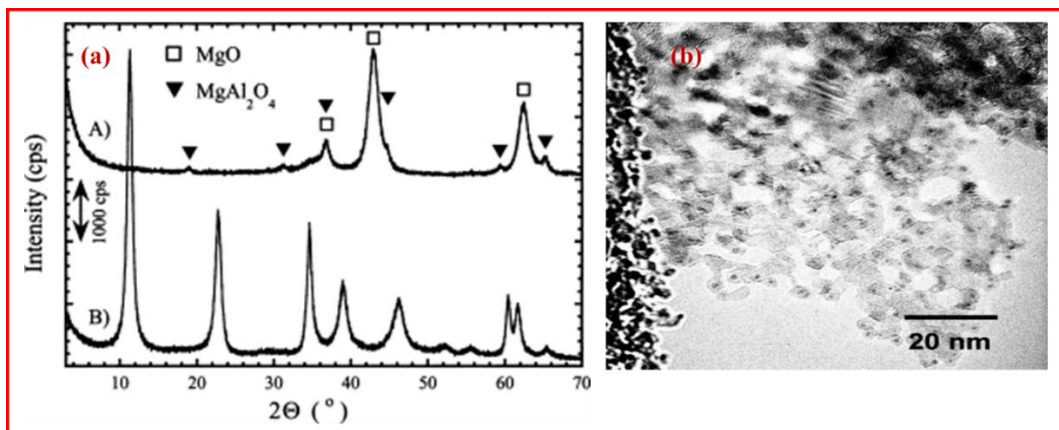 (a)
□ MgO
▼ MgAl₂O₄
A)
B)
1000 cps
Intensity (cps)
10 20 30 40 50 60 70
2Θ (°)
(b)
20 nm